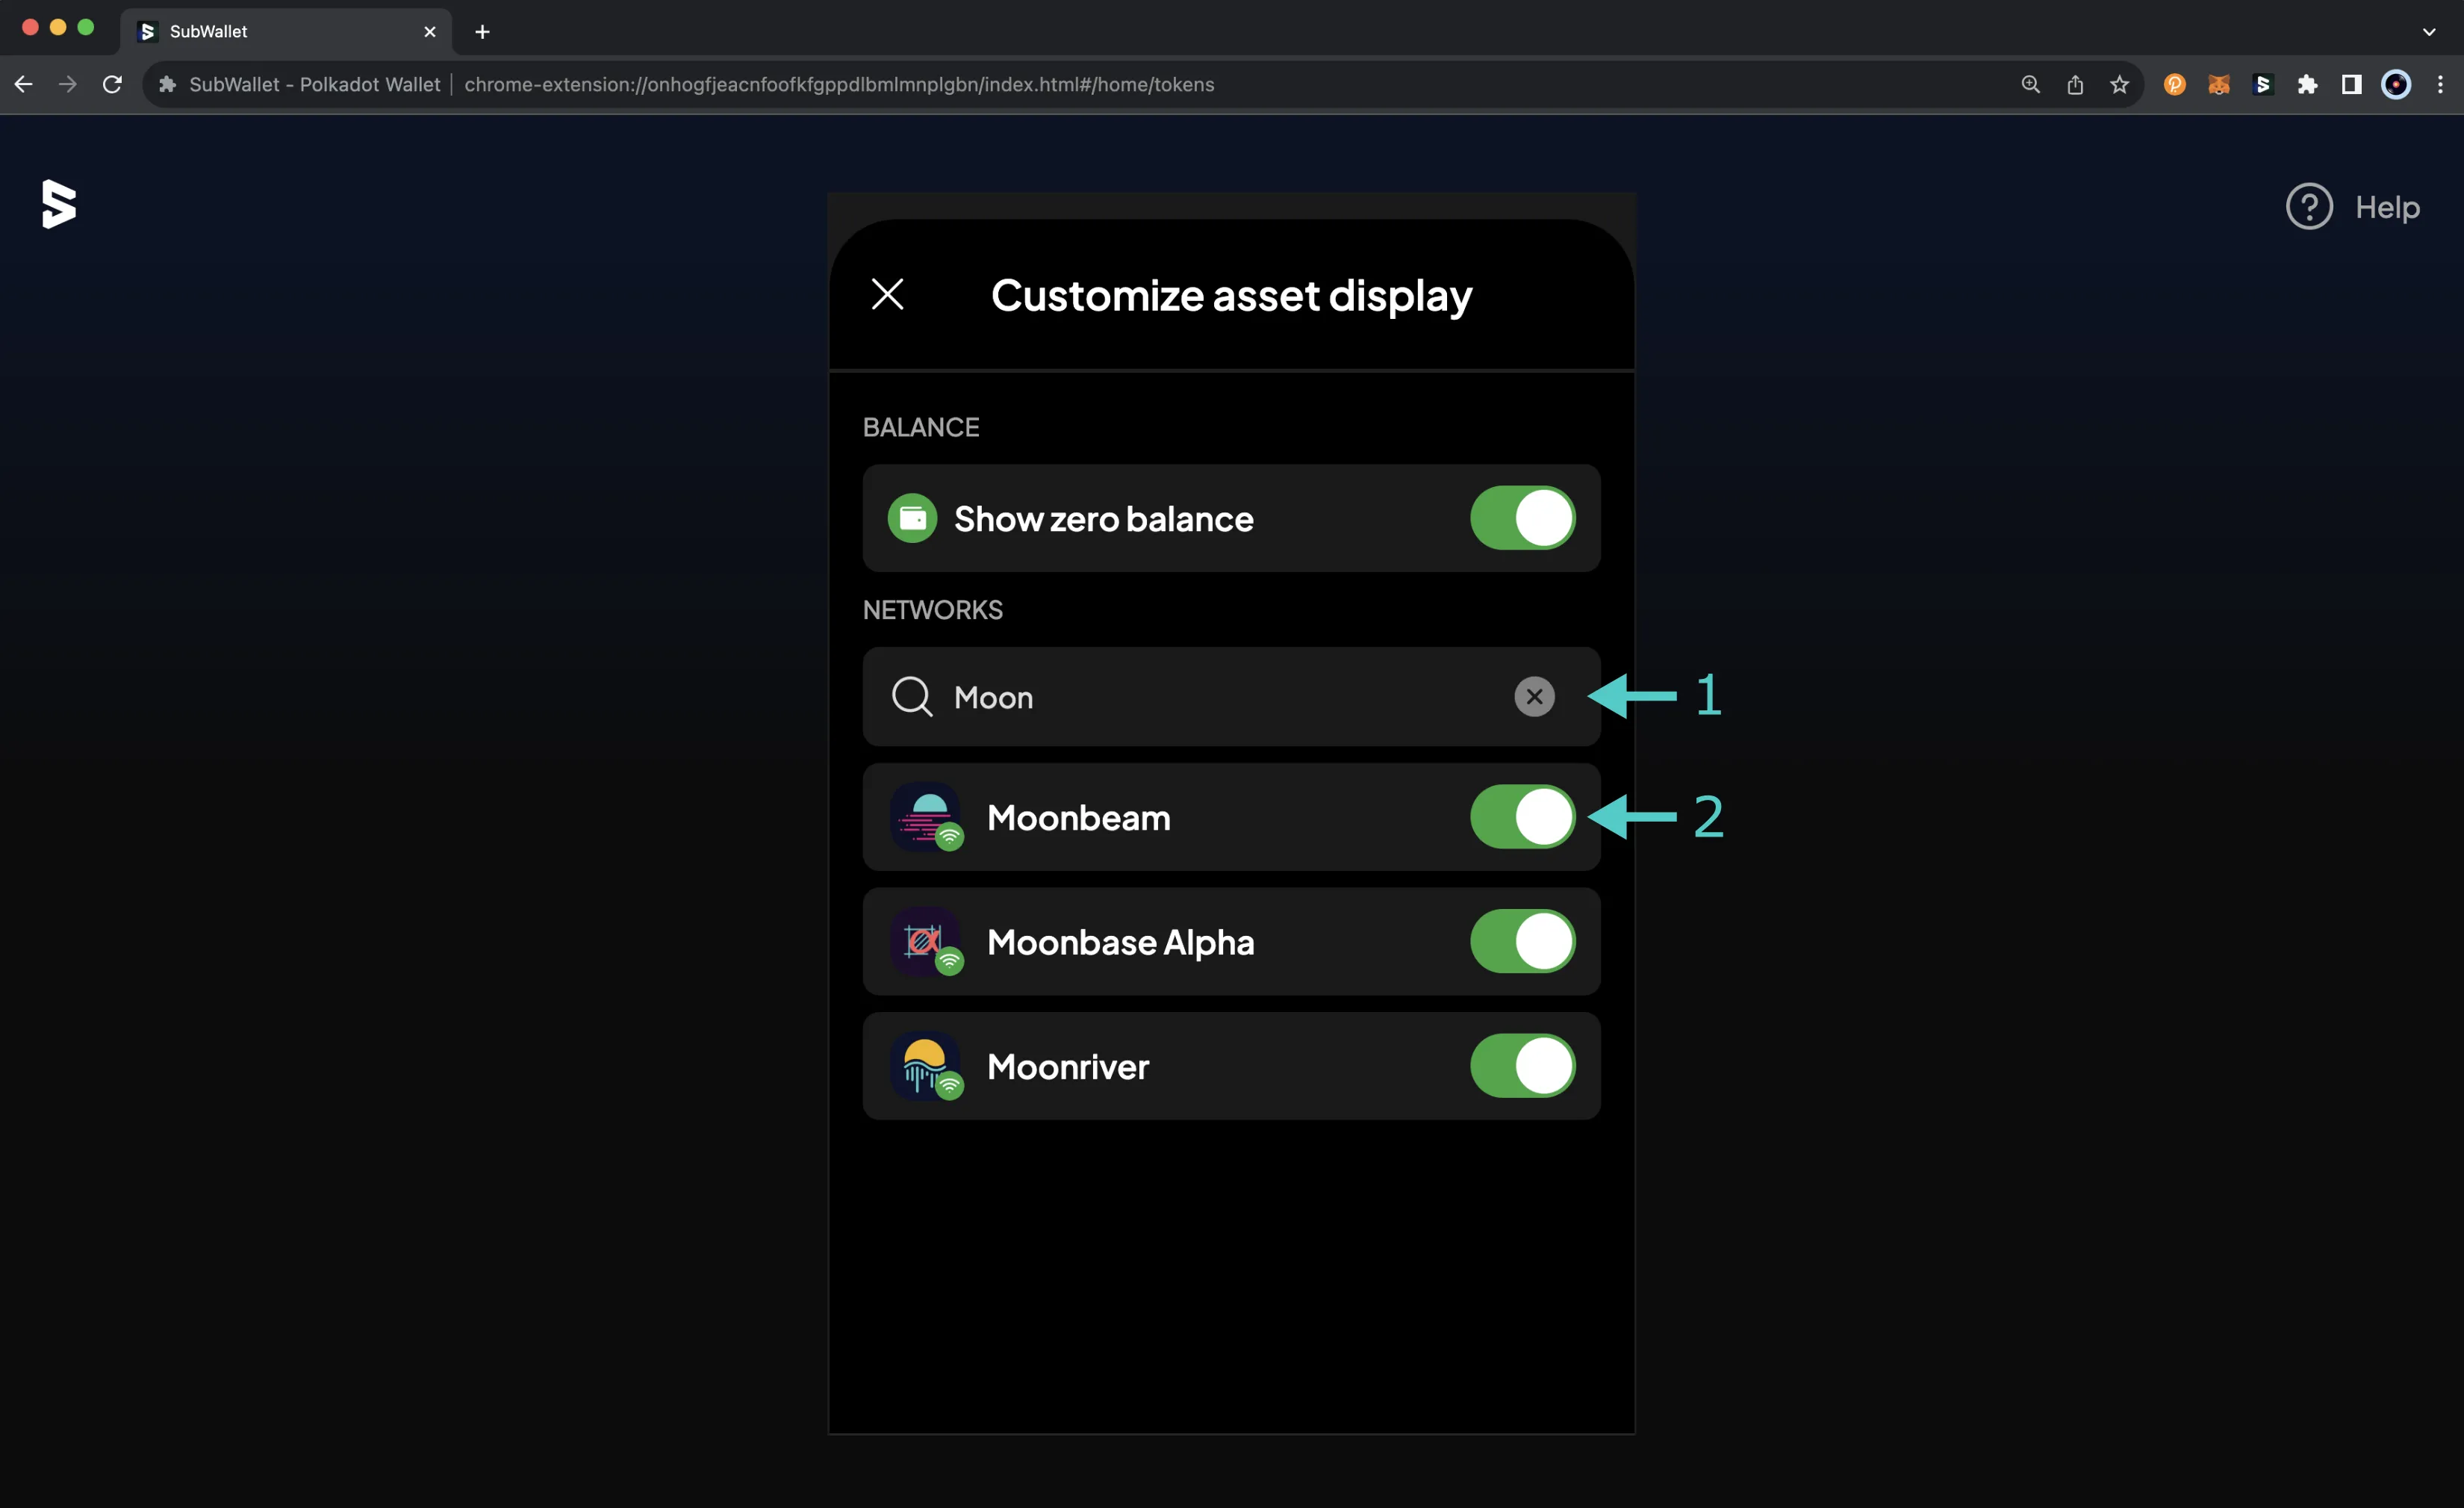 SubWallet
SubWallet - Polkadot Wallet | chrome-extension://onhogfjeacnfoofkfgppdlbmlmnplgbn/index.html#/home/tokens
Help
Customize asset display
BALANCE
Show zero balance
NETWORKS
Moon
1
Moonbeam
2
Moonbase Alpha
Moonriver